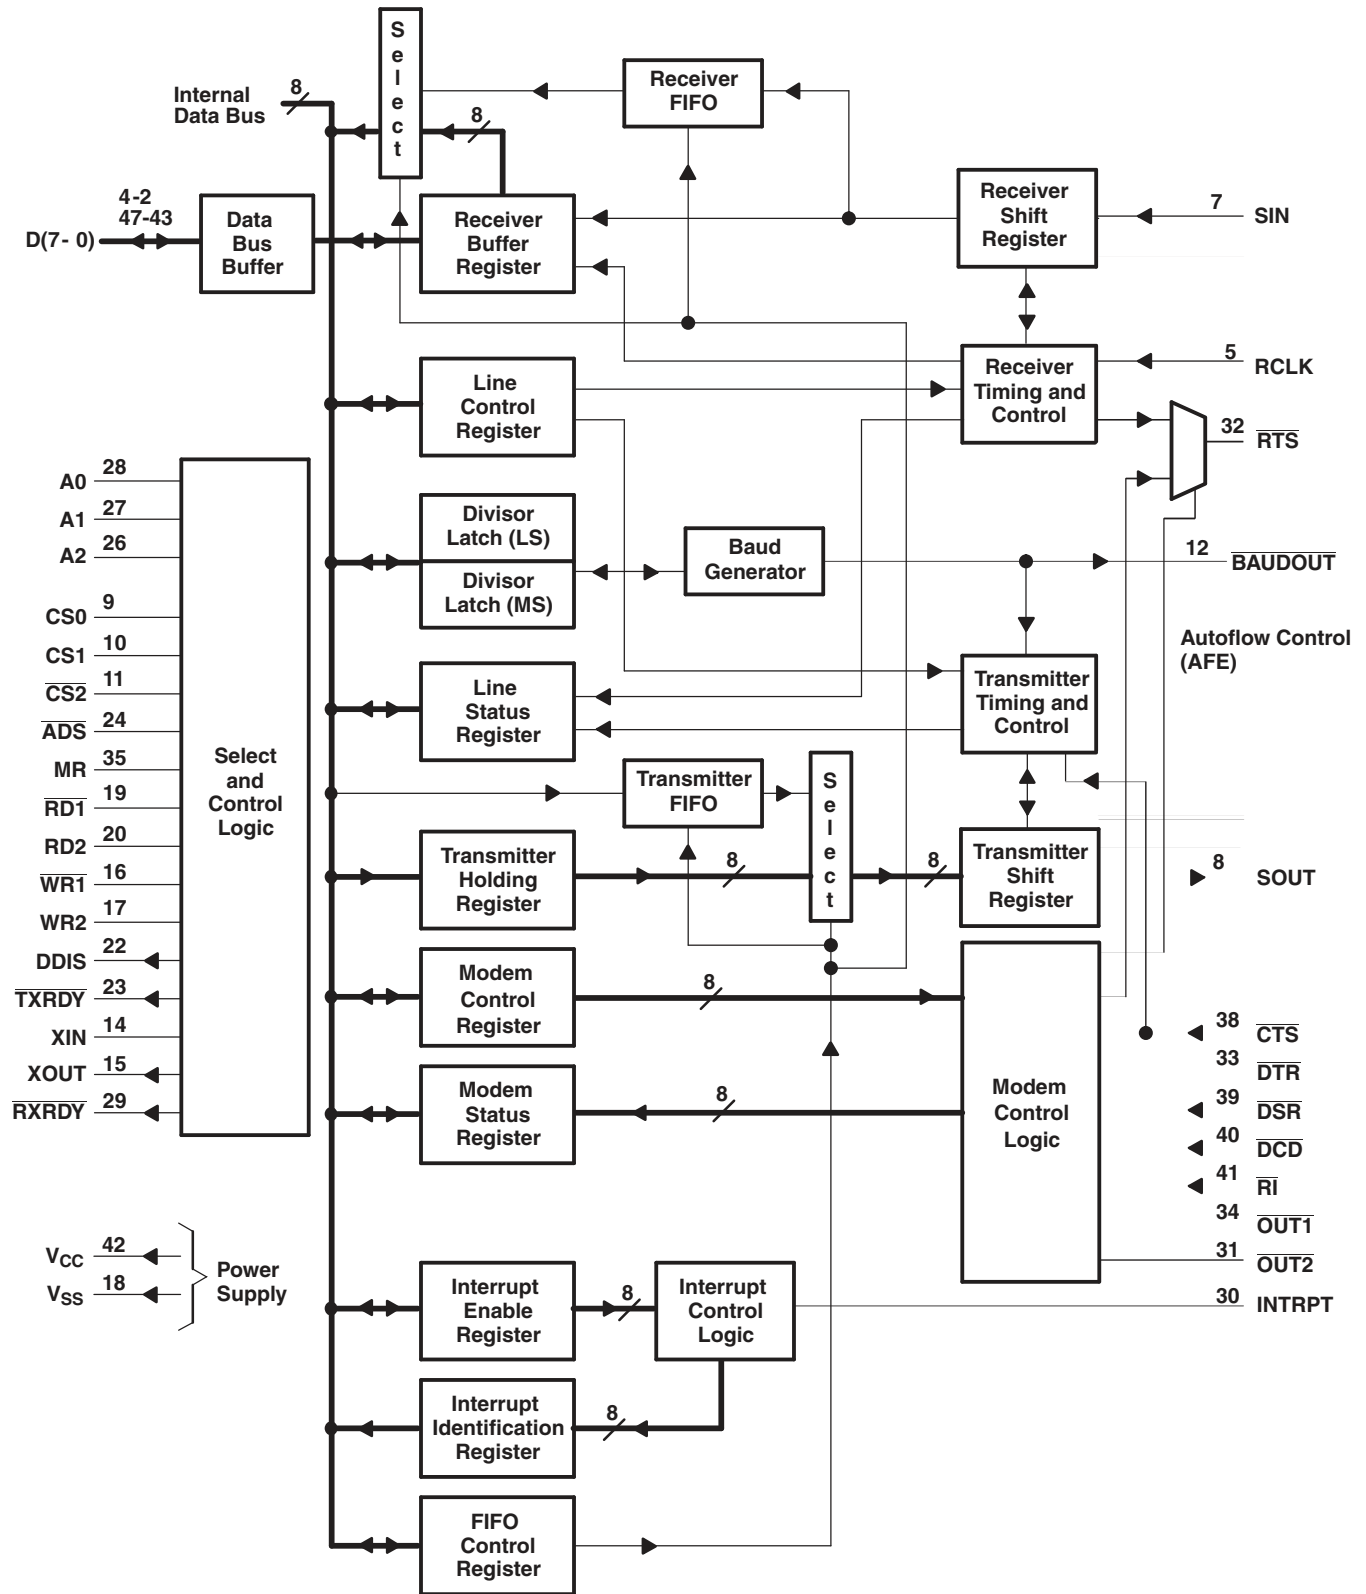 S
e
l
e
c
t
8
Internal
Data Bus
8
Receiver
FIFO
4-2
47-43
D(7- 0)
Data
Bus
Buffer
Receiver
Buffer
Register
Receiver
Shift
Register
7
SIN
Line
Control
Register
Receiver
Timing and
Control
5
RCLK
32
RTS
A0 28
A1 27
A2 26
CS0 9
CS1 10
CS2 11
ADS 24
MR 35
RD1 19
RD2 20
WR1 16
WR2 17
DDIS 22
TXRDY 23
XIN 14
XOUT 15
RXRDY 29
Select
and
Control
Logic
Divisor
Latch (LS)
Divisor
Latch (MS)
Baud
Generator
12
BAUDOUT
Autoflow Control
(AFE)
Line
Status
Register
Transmitter
Timing and
Control
Transmitter
FIFO
S
e
l
e
c
t
Transmitter
Holding
Register
8
8
Transmitter
Shift
Register
8
SOUT
Modem
Control
Register
8
Modem
Status
Register
8
Modem
Control
Logic
38 CTS
33 DTR
39 DSR
40 DCD
41 RI
34 OUT1
31 OUT2
30 INTRPT
VCC 42
VSS 18
Power
Supply
Interrupt
Enable
Register
8
Interrupt
Control
Logic
Interrupt
Identification
Register
8
FIFO
Control
Register